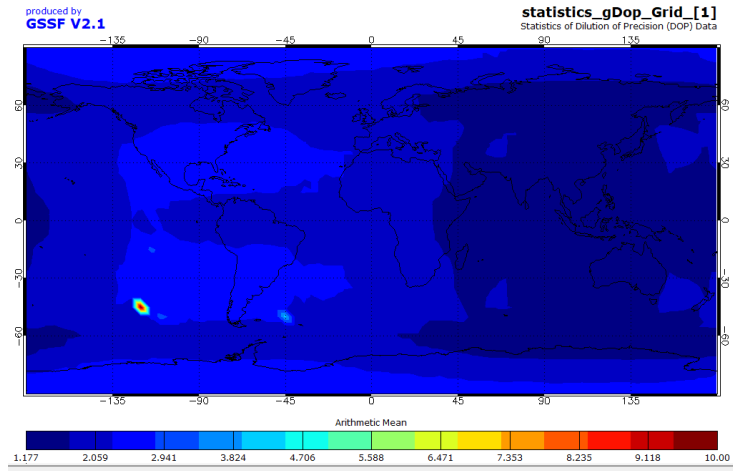 produced by
GSSF V2.1
statistics_gDop_Grid_[1]
Statistics of Dilution of Precision (DOP) Data
-135 -90 -45 0 45 90 135
60 60
30 30
0 0
-30 -30
-60 -60
-135 -90 -45 0 45 90 135
Arithmetic Mean
1.177 2.059 2.941 3.824 4.706 5.588 6.471 7.353 8.235 9.118 10.00